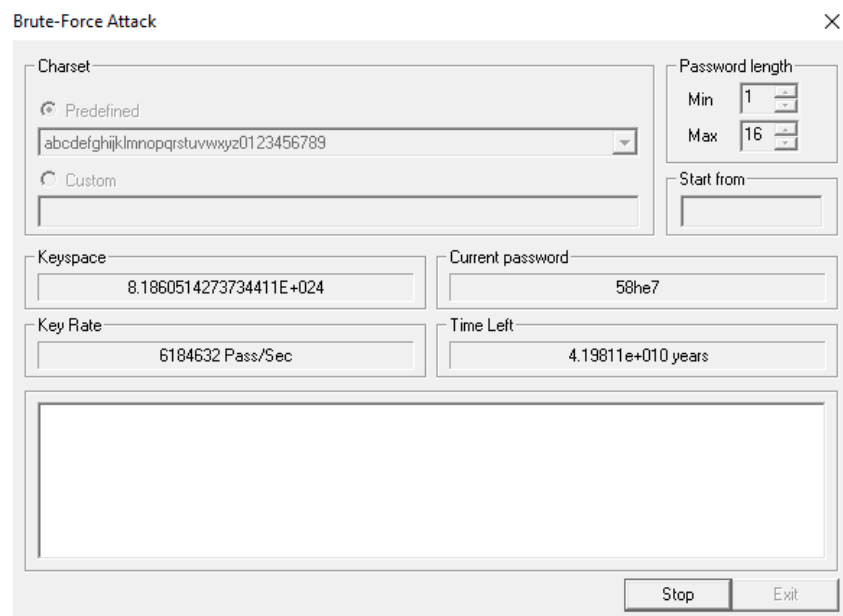 Brute-Force Attack
Charset
Predefined
abcdefghijklmnopqrstuvwxyz0123456789
Custom
Password length
Min 1
Max 16
Start from
Keyspace
8.1860514273734411E+024
Current password
58he7
Key Rate
6184632 Pass/Sec
Time Left
4.19811e+010 years
Stop Exit